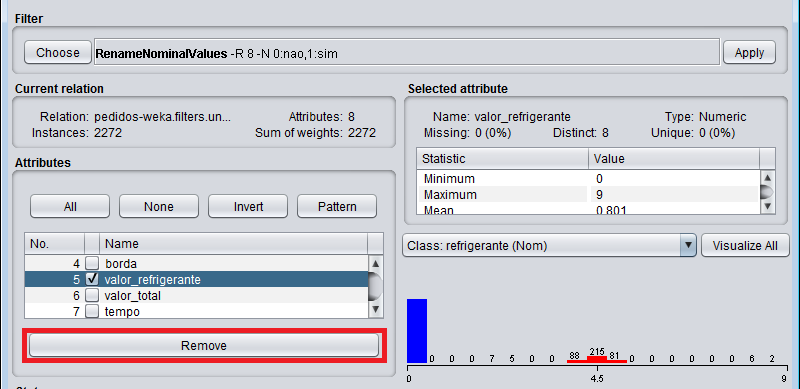 Filter
Choose RenameNominalValues -R 8 -N 0:nao,1:sim Apply
Current relation
Relation: pedidos-weka.filters.un... Attributes: 8
Instances: 2272 Sum of weights: 2272
Attributes
All None Invert Pattern
No. Name
4 borda
5 valor_refrigerante
6 valor_total
7 tempo
Remove
Selected attribute
Name: valor_refrigerante Type: Numeric
Missing: 0 (0%) Distinct: 8 Unique: 0 (0%)
Statistic Value
Minimum 0
Maximum 9
Mean 0.801
Class: refrigerante (Nom) Visualize All
0 0 0 7 5 0 0 88 215 81 0 0 0 0 0 0 6 2
0 4.5 9